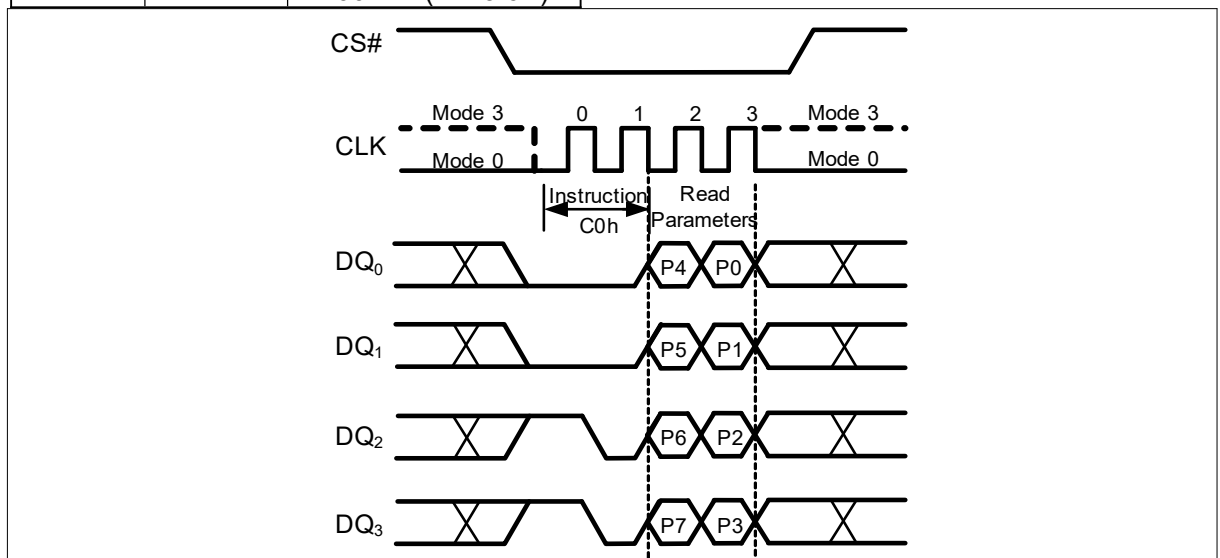 CS#
Mode 3 0 1 2 3 Mode 3
CLK
Mode 0 Mode 0
Instruction Read
C0h Parameters
DQ0 P4 P0
DQ1 P5 P1
DQ2 P6 P2
DQ3 P7 P3